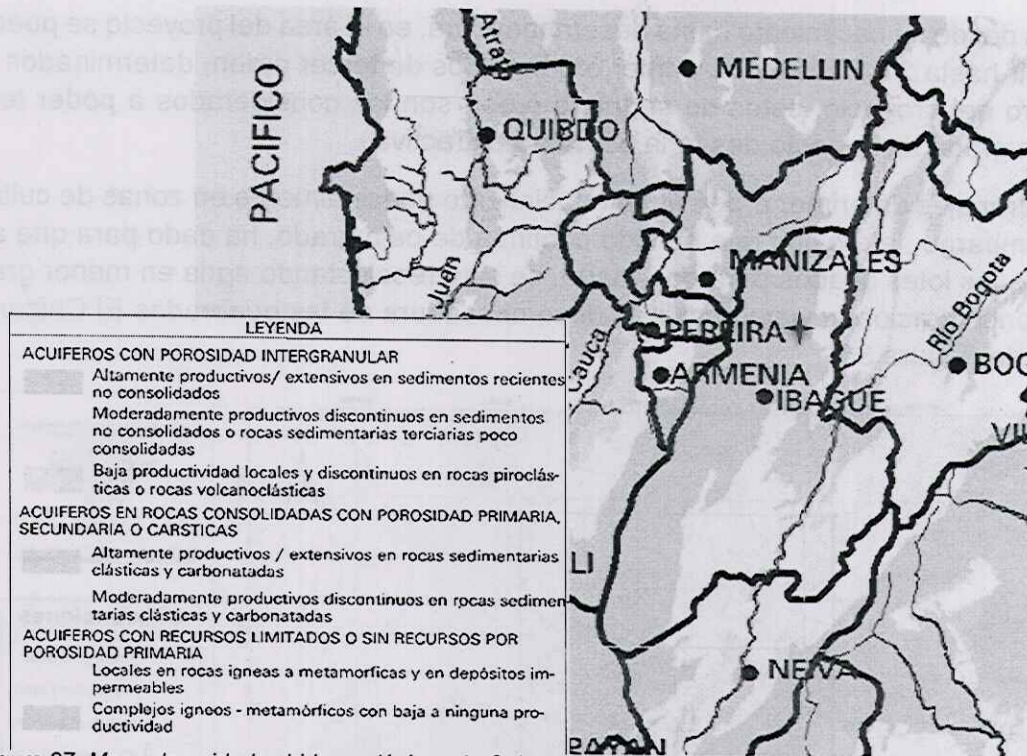 PACIFICO
Atrato
MEDELLIN
QUIBDO
Juan
MANIZALES
PEREIRA
Rio Bogota
Cauca
ARMENIA
IBAGUE
LI
NEIVA
LEYENDA
ACUIFEROS CON POROSIDAD INTERGRANULAR
Altamente productivos/ extensivos en sedimentos recientes
no consolidados
Moderadamente productivos discontinuos en sedimentos
no consolidados o rocas sedimentarias terciarias poco
consolidadas
Baja productividad locales y discontinuos en rocas piroclás-
ticas o rocas volcanoclásticas
ACUIFEROS EN ROCAS CONSOLIDADAS CON POROSIDAD PRIMARIA,
SECUNDARIA O CARSTICAS
Altamente productivos / extensivos en rocas sedimentarias
clásticas y carbonatadas
Moderadamente productivos discontinuos en rocas sedimen
tarias clásticas y carbonatadas
ACUIFEROS CON RECURSOS LIMITADOS O SIN RECURSOS POR
POROSIDAD PRIMARIA
Locales en rocas igneas a metamorficas y en depósitos im-
permeables
Complejos igneos - metamórficos con baja a ninguna pro-
ductividad